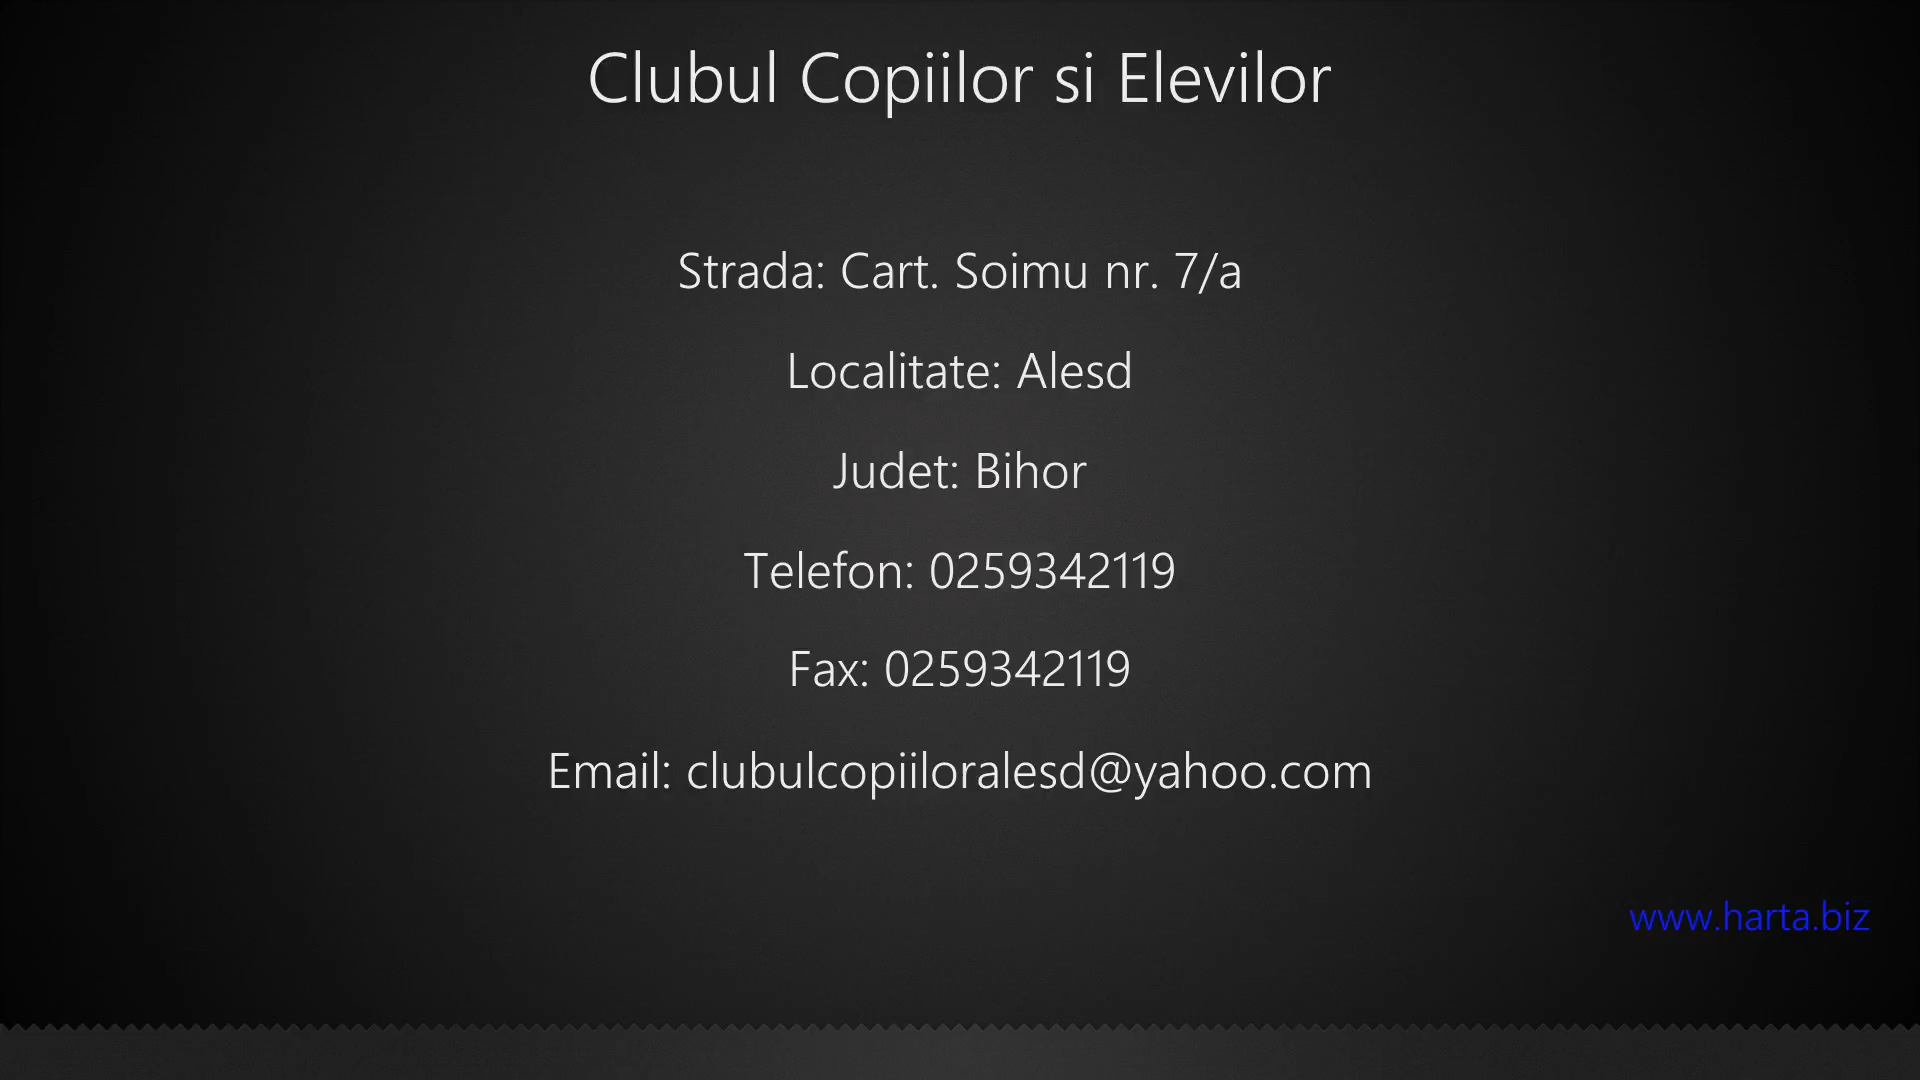 Clubul Copiilor si Elevilor
Strada: Cart. Soimu nr. 7/a
Localitate: Alesd
Judet: Bihor
Telefon: 0259342119
Fax: 0259342119
Email: clubulcopiiloralesd@yahoo.com
www.harta.biz